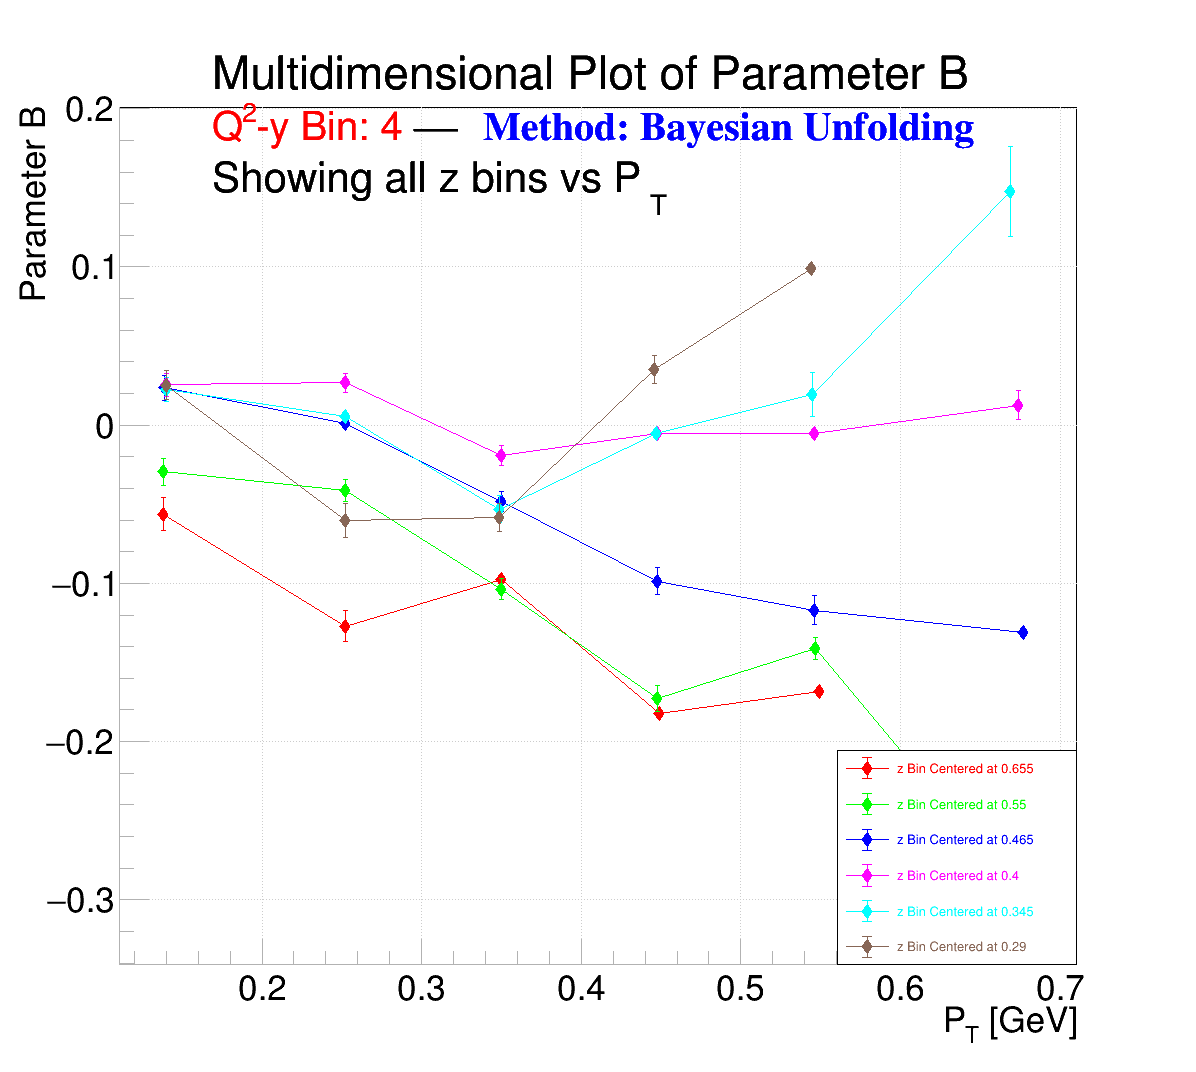 Multidimensional Plot of Parameter B
Q²-y Bin: 4 — Method: Bayesian Unfolding
Showing all z bins vs P_T
Parameter B
0.2
0.1
0
−0.1
−0.2
−0.3
z Bin Centered at 0.655
z Bin Centered at 0.55
z Bin Centered at 0.465
z Bin Centered at 0.4
z Bin Centered at 0.345
z Bin Centered at 0.29
0.2 0.3 0.4 0.5 0.6 0.7
P_T [GeV]